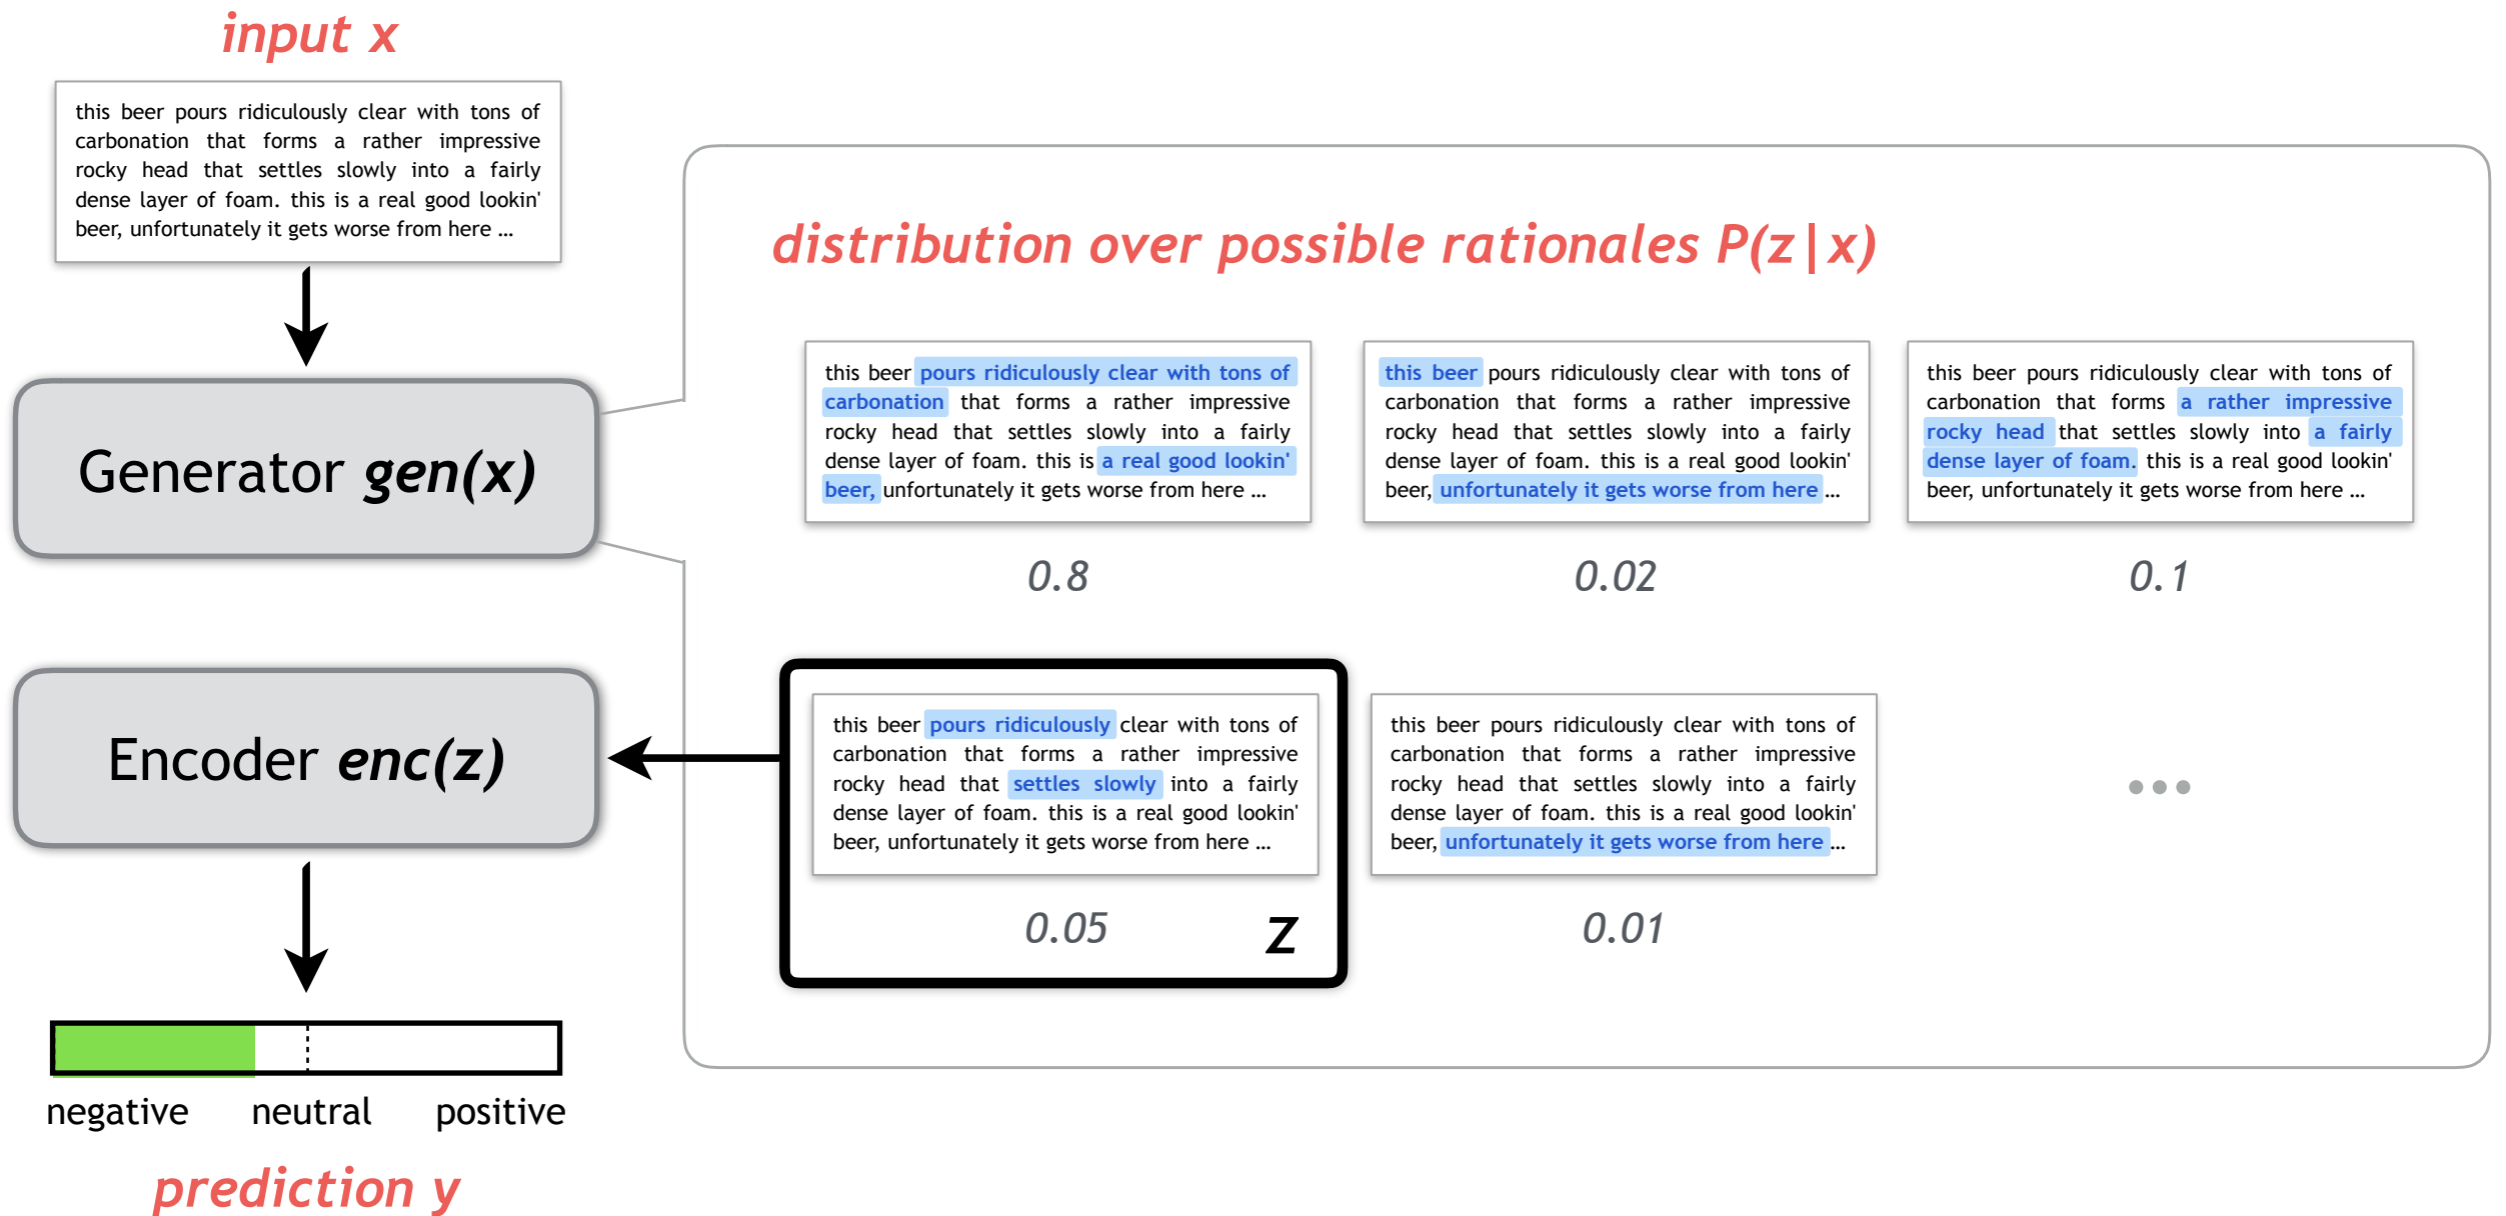 input x
this beer pours ridiculously clear with tons of
carbonation that forms a rather impressive
rocky head that settles slowly into a fairly
dense layer of foam. this is a real good lookin'
beer, unfortunately it gets worse from here ...
Generator gen(x)
distribution over possible rationales P(z|x)
this beer pours ridiculously clear with tons of
carbonation that forms a rather impressive
rocky head that settles slowly into a fairly
dense layer of foam. this is a real good lookin'
beer, unfortunately it gets worse from here ...
0.8
this beer pours ridiculously clear with tons of
carbonation that forms a rather impressive
rocky head that settles slowly into a fairly
dense layer of foam. this is a real good lookin'
beer, unfortunately it gets worse from here ...
0.02
this beer pours ridiculously clear with tons of
carbonation that forms a rather impressive
rocky head that settles slowly into a fairly
dense layer of foam. this is a real good lookin'
beer, unfortunately it gets worse from here ...
0.1
this beer pours ridiculously clear with tons of
carbonation that forms a rather impressive
rocky head that settles slowly into a fairly
dense layer of foam. this is a real good lookin'
beer, unfortunately it gets worse from here ...
0.05
z
this beer pours ridiculously clear with tons of
carbonation that forms a rather impressive
rocky head that settles slowly into a fairly
dense layer of foam. this is a real good lookin'
beer, unfortunately it gets worse from here ...
0.01
...
Encoder enc(z)
negative neutral positive
prediction y